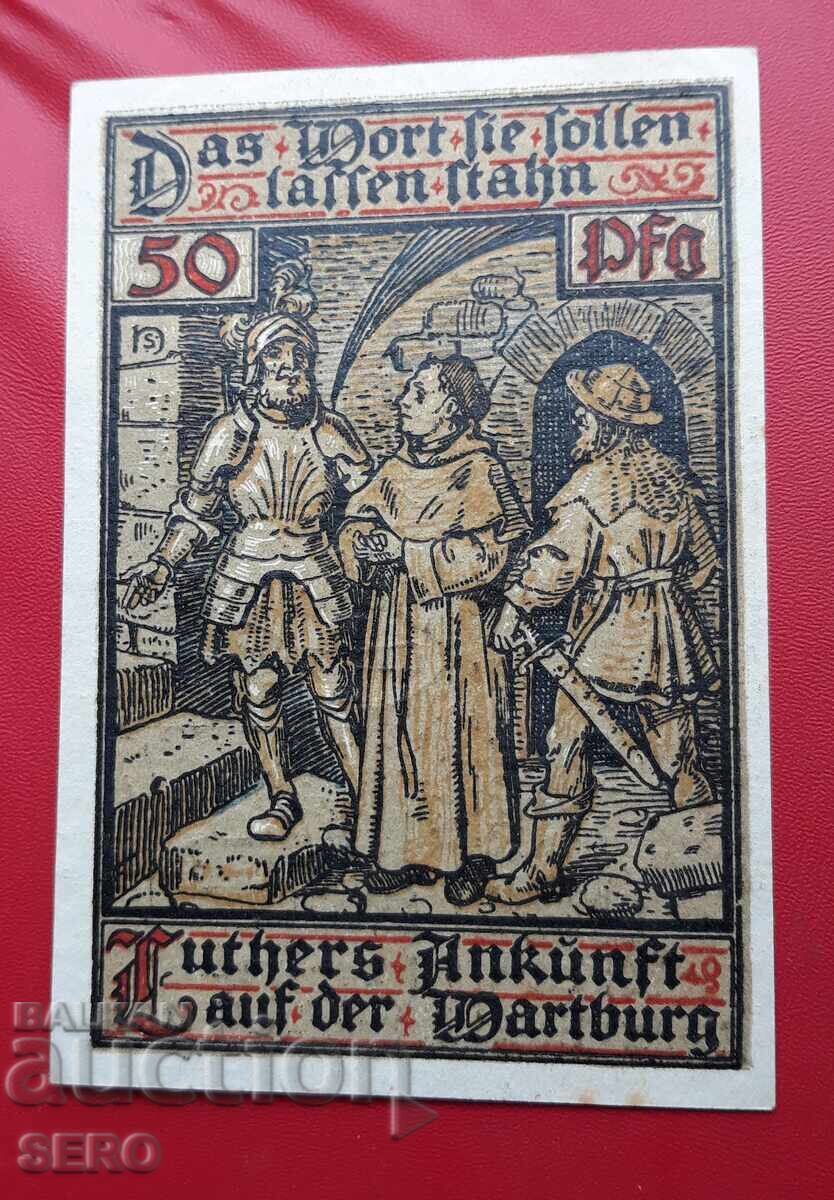 Das · Wort · sie · sollen ·
lassen · stahn
50 Pfg
Luthers · Ankunft
auf · der · Wartburg
BALKAN
auction
SERO